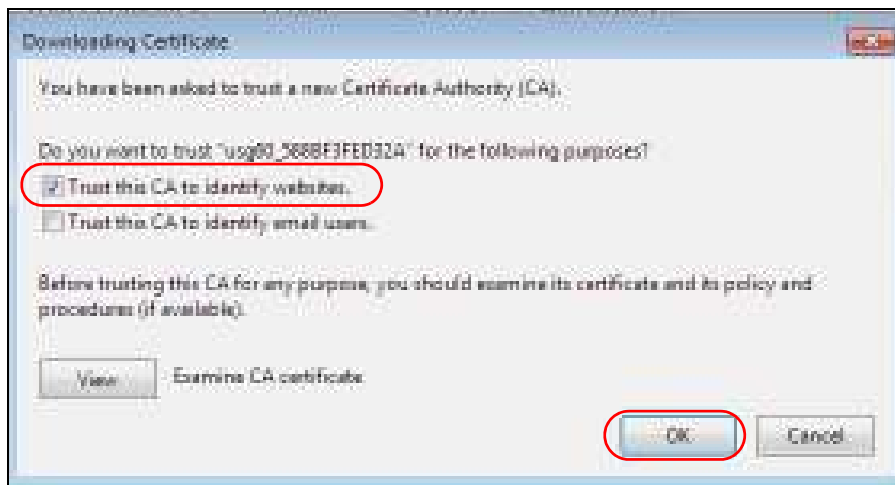 Downloading Certificate
You have been asked to trust a new Certificate Authority (CA).
Do you want to trust "usg60_588BF3FED32A" for the following purposes?
Trust this CA to identify websites.
Trust this CA to identify email users.
Before trusting this CA for any purpose, you should examine its certificate and its policy and
procedures (if available).
View Examine CA certificate
OK Cancel